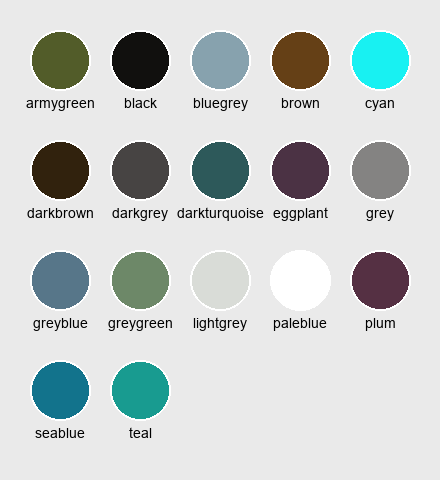 armygreen black bluegrey brown cyan
darkbrown darkgrey darkturquoise eggplant grey
greyblue greygreen lightgrey paleblue plum
seablue teal